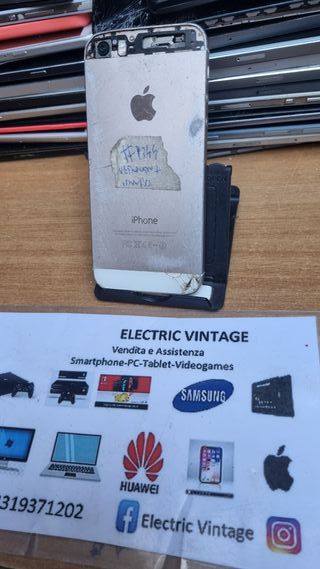 iPhone
ELECTRIC VINTAGE
Vendita e Assistenza
Smartphone-PC-Tablet-Videogames
SAMSUNG
HUAWEI
319371202
Electric Vintage